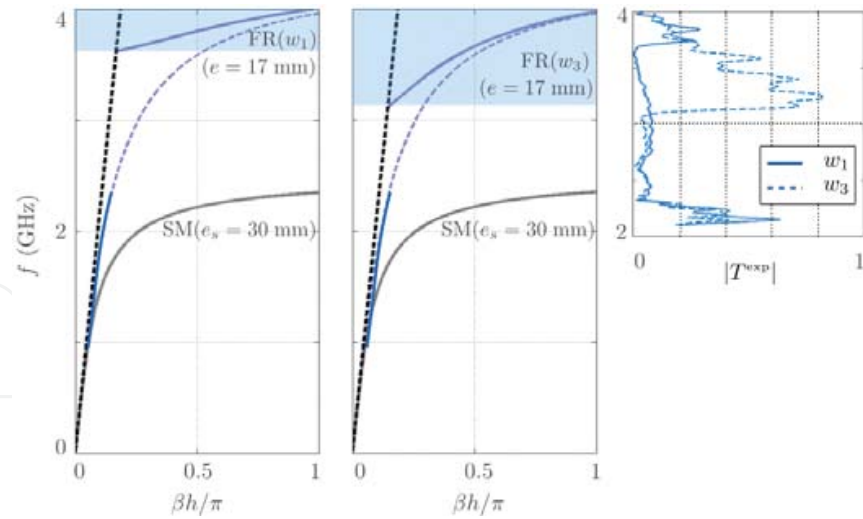 4
2
0
f (GHz)
FR(w₁)
(e = 17 mm)
SM(eₛ = 30 mm)
0
0.5
1
βh/π
FR(w₃)
(e = 17 mm)
SM(eₛ = 30 mm)
0
0.5
1
βh/π
4
2
w₁
w₃
0
1
|Tᵉˣᵖ|